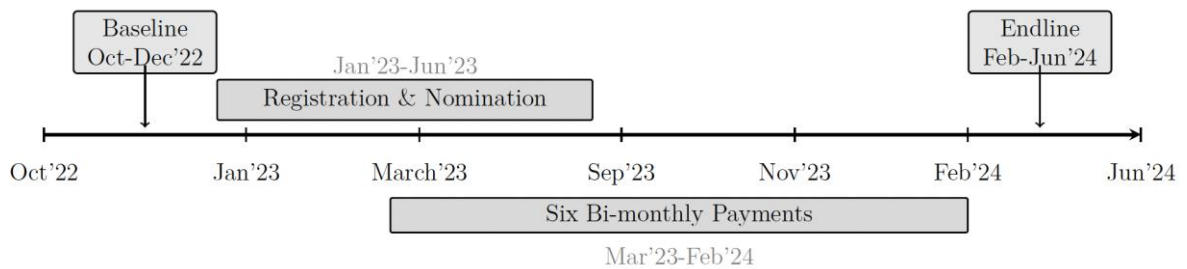 Baseline
Oct-Dec'22
Endline
Feb-Jun'24
Jan'23-Jun'23
Registration & Nomination
Oct'22
Jan'23
March'23
Sep'23
Nov'23
Feb'24
Jun'24
Six Bi-monthly Payments
Mar'23-Feb'24